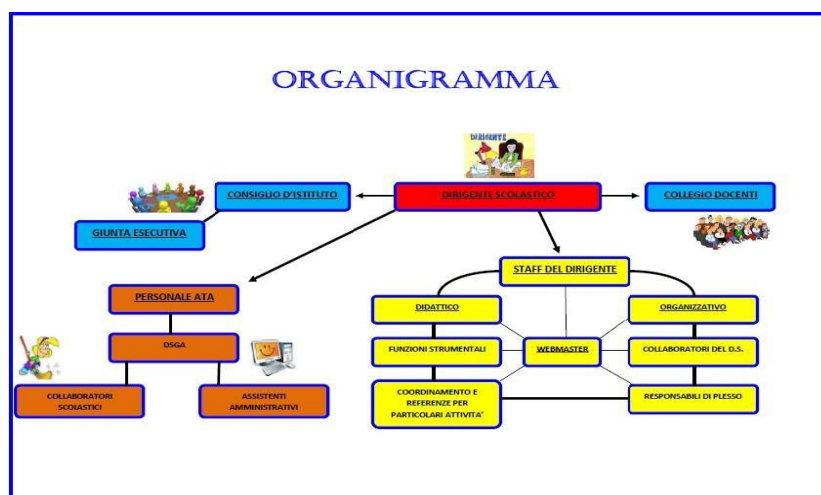 ORGANIGRAMMA
DIRIGENTE
CONSIGLIO D'ISTITUTO
DIRIGENTE SCOLASTICO
COLLEGIO DOCENTI
GIUNTA ESECUTIVA
STAFF DEL DIRIGENTE
PERSONALE ATA
DIDATTICO
ORGANIZZATIVO
DSGA
FUNZIONI STRUMENTALI
WEBMASTER
COLLABORATORI DEL D.S.
COLLABORATORI
SCOLASTICI
ASSISTENTI
AMMINISTRATIVI
COORDINAMENTO E
REFERENZE PER
PARTICOLARI ATTIVITA'
RESPONSABILI DI PLESSO